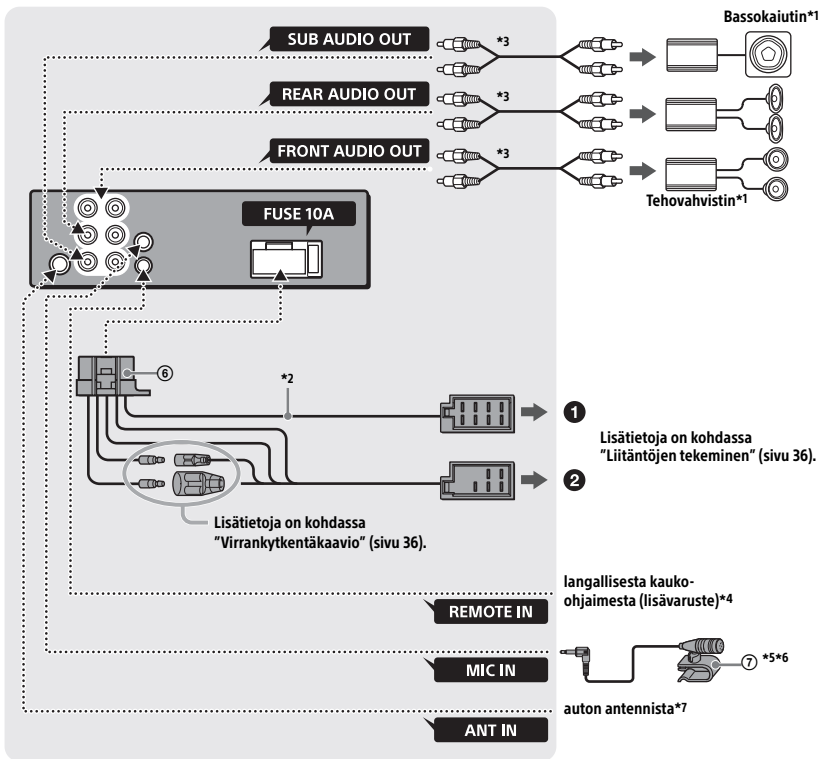 Bassokaiutin*1
SUB AUDIO OUT
*3
REAR AUDIO OUT
*3
FRONT AUDIO OUT
*3
Tehovahvistin*1
FUSE 10A
⑥
*2
❶
Lisätietoja on kohdassa
"Liitäntöjen tekeminen" (sivu 36).
❷
Lisätietoja on kohdassa
"Virrankytkentäkaavio" (sivu 36).
langallisesta kauko-
ohjaimesta (lisävaruste)*4
REMOTE IN
⑦ *5*6
MIC IN
auton antennista*7
ANT IN